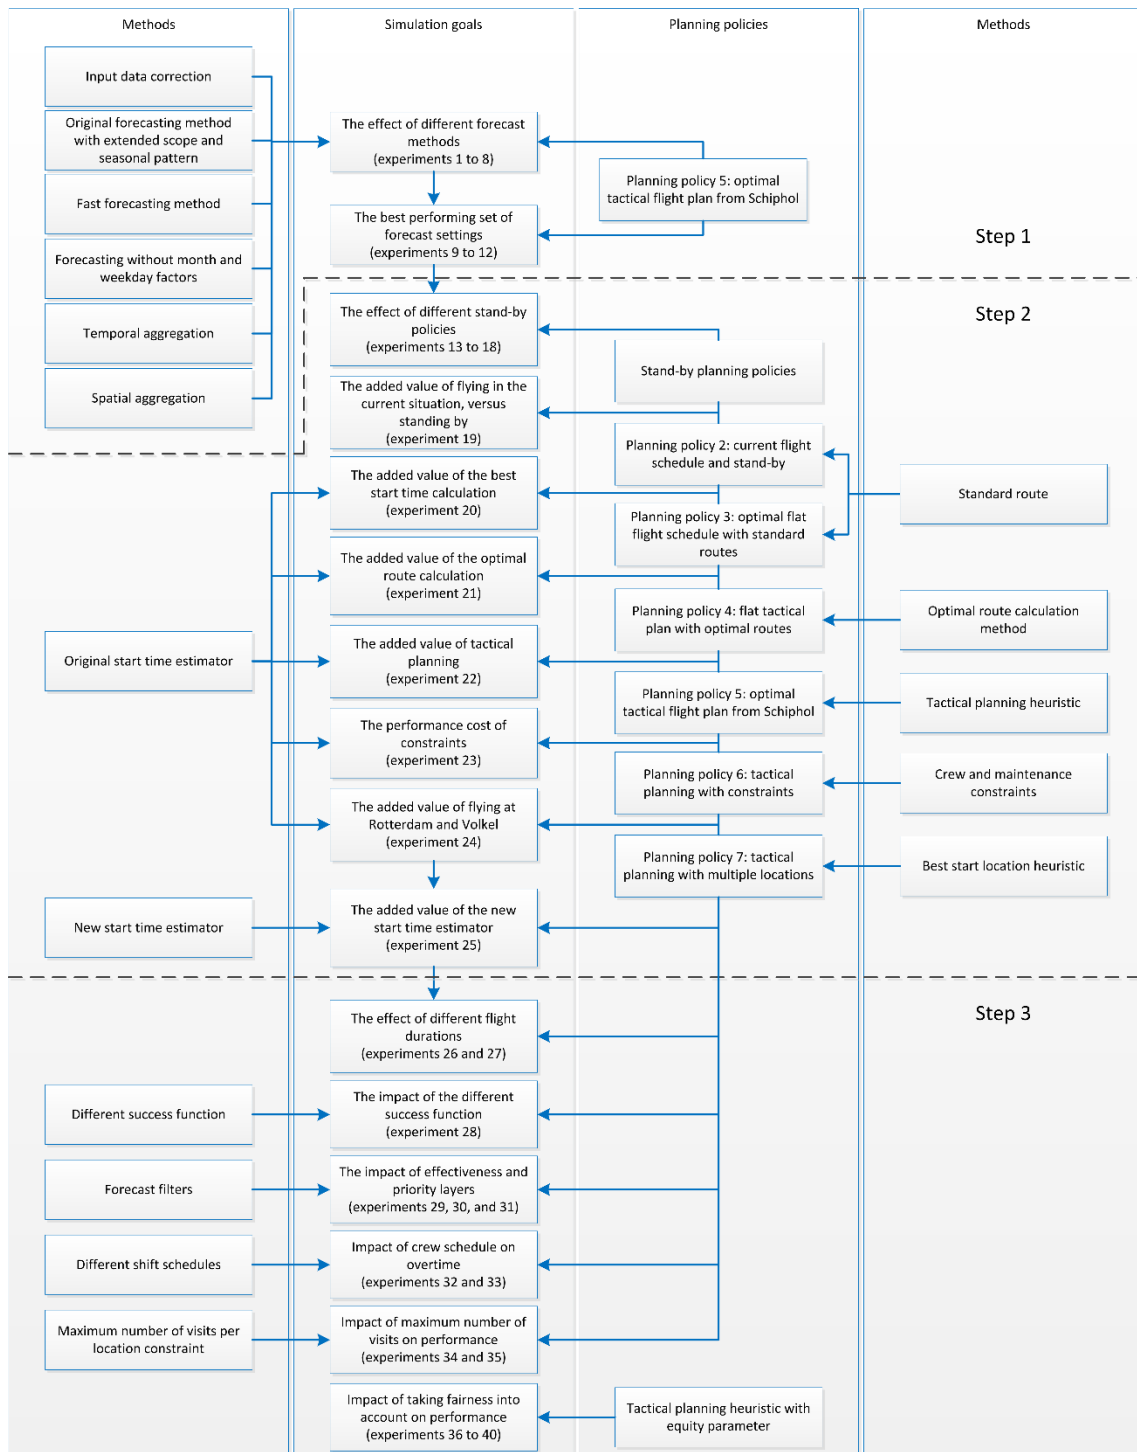 Methods
Simulation goals
Planning policies
Methods
Input data correction
Original forecasting method
with extended scope and
seasonal pattern
Fast forecasting method
Forecasting without month and
weekday factors
Temporal aggregation
Spatial aggregation
The effect of different forecast
methods
(experiments 1 to 8)
The best performing set of
forecast settings
(experiments 9 to 12)
Planning policy 5: optimal
tactical flight plan from Schiphol
Step 1
Step 2
The effect of different stand-by
policies
(experiments 13 to 18)
The added value of flying in the
current situation, versus
standing by
(experiment 19)
The added value of the best
start time calculation
(experiment 20)
The added value of the optimal
route calculation
(experiment 21)
The added value of tactical
planning
(experiment 22)
The performance cost of
constraints
(experiment 23)
The added value of flying at
Rotterdam and Volkel
(experiment 24)
The added value of the new
start time estimator
(experiment 25)
Original start time estimator
New start time estimator
Stand-by planning policies
Planning policy 2: current flight
schedule and stand-by
Planning policy 3: optimal flat
flight schedule with standard
routes
Planning policy 4: flat tactical
plan with optimal routes
Planning policy 5: optimal
tactical flight plan from Schiphol
Planning policy 6: tactical
planning with constraints
Planning policy 7: tactical
planning with multiple locations
Standard route
Optimal route calculation
method
Tactical planning heuristic
Crew and maintenance
constraints
Best start location heuristic
Step 3
The effect of different flight
durations
(experiments 26 and 27)
Different success function
The impact of the different
success function
(experiment 28)
Forecast filters
The impact of effectiveness and
priority layers
(experiments 29, 30, and 31)
Different shift schedules
Impact of crew schedule on
overtime
(experiments 32 and 33)
Maximum number of visits per
location constraint
Impact of maximum number of
visits on performance
(experiments 34 and 35)
Impact of taking fairness into
account on performance
(experiments 36 to 40)
Tactical planning heuristic with
equity parameter